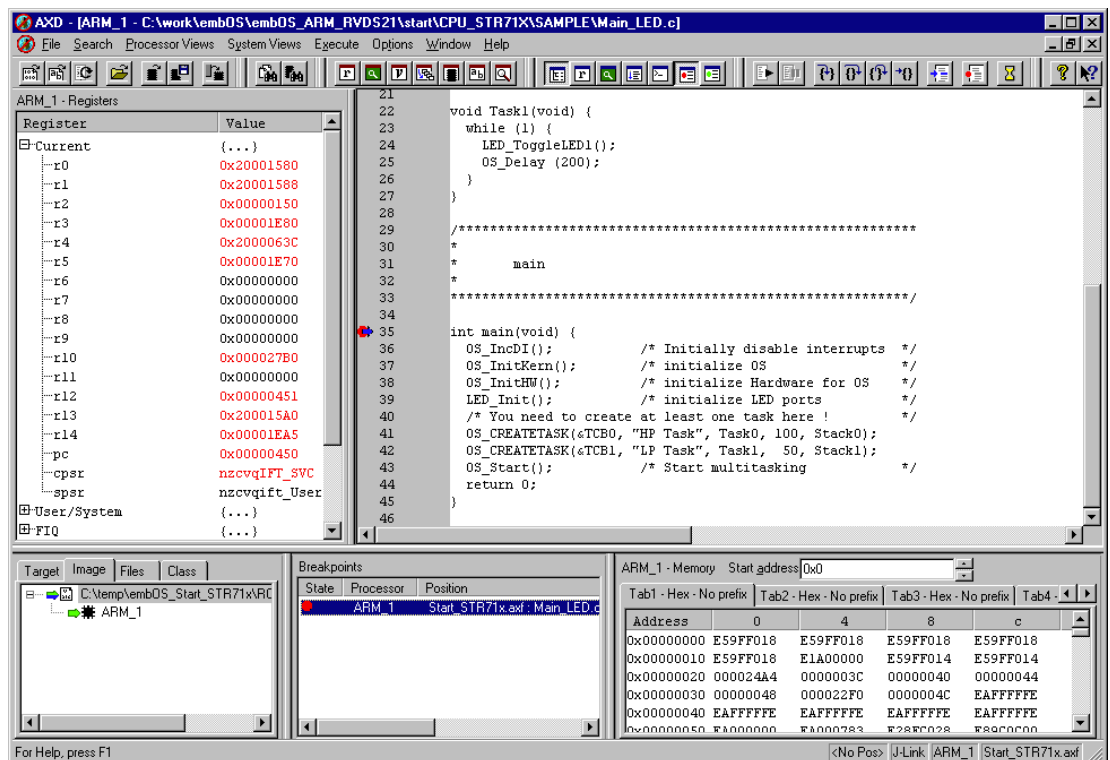 AXD - [ARM_1 - C:\work\embOS\embOS_ARM_RVDS21\start\CPU_STR71X\SAMPLE\Main_LED.c]
File Search Processor Views System Views Execute Options Window Help
ARM_1 - Registers
Register Value
Current {...}
r0 0x20001580
r1 0x20001588
r2 0x00000150
r3 0x00001E80
r4 0x2000063C
r5 0x00001E70
r6 0x00000000
r7 0x00000000
r8 0x00000000
r9 0x00000000
r10 0x000027B0
r11 0x00000000
r12 0x00000451
r13 0x200015A0
r14 0x00001EA5
pc 0x00000450
cpsr nzcvqIFT_SVC
spsr nzcvqift_User
User/System {...}
FIQ {...}
21
22 void Task1(void) {
23 while (1) {
24 LED_ToggleLED1();
25 OS_Delay (200);
26 }
27 }
28
29 /**********************************************************
30 *
31 * main
32 *
33 **********************************************************/
34
35 int main(void) {
36 OS_IncDI(); /* Initially disable interrupts */
37 OS_InitKern(); /* initialize OS */
38 OS_InitHW(); /* initialize Hardware for OS */
39 LED_Init(); /* initialize LED ports */
40 /* You need to create at least one task here ! */
41 OS_CREATETASK(&TCB0, "HP Task", Task0, 100, Stack0);
42 OS_CREATETASK(&TCB1, "LP Task", Task1, 50, Stack1);
43 OS_Start(); /* Start multitasking */
44 return 0;
45 }
46
Target Image Files Class
C:\temp\embOS_Start_STR71x\RC
ARM_1
Breakpoints
State Processor Position
ARM_1 Start_STR71x.axf : Main_LED.c
ARM_1 - Memory Start address 0x0
Tab1 - Hex - No prefix Tab2 - Hex - No prefix Tab3 - Hex - No prefix Tab4 -
Address 0 4 8 c
0x00000000 E59FF018 E59FF018 E59FF018 E59FF018
0x00000010 E59FF018 E1A00000 E59FF014 E59FF014
0x00000020 000024A4 0000003C 00000040 00000044
0x00000030 00000048 000022F0 0000004C EAFFFFFE
0x00000040 EAFFFFFE EAFFFFFE EAFFFFFE EAFFFFFE
0x00000050 EA000000 EA000783 E28FC028 E89C0C00
For Help, press F1
<No Pos> J-Link ARM_1 Start_STR71x.axf